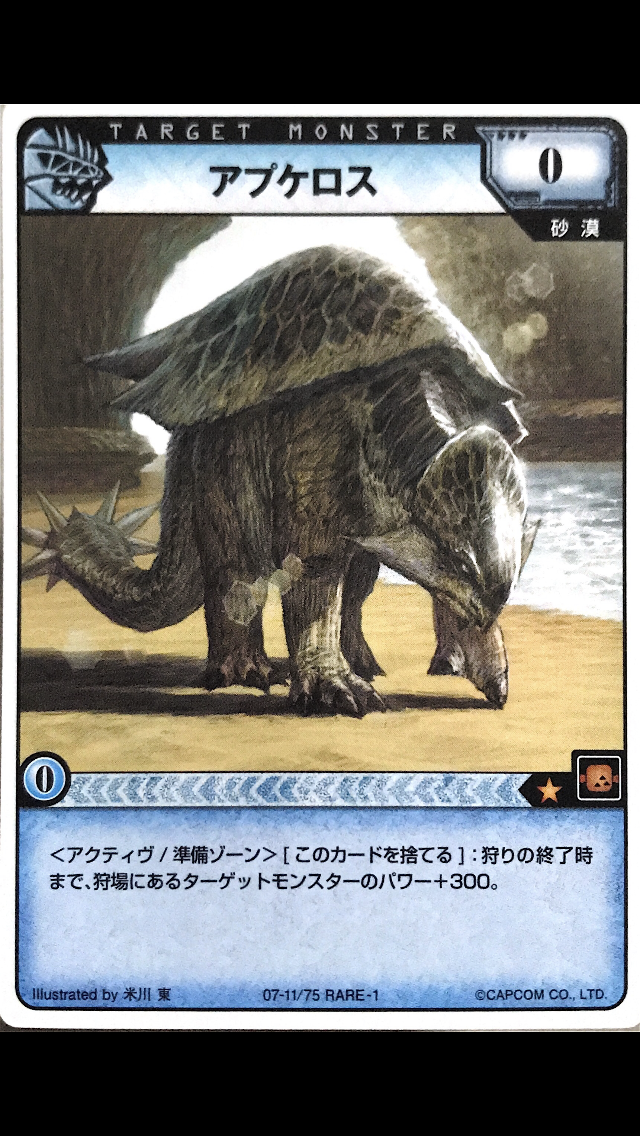 TARGET MONSTER
アプケロス
0
砂漠
0
＜アクティヴ / 準備ゾーン＞[ このカードを捨てる ]：狩りの終了時
まで、狩場にあるターゲットモンスターのパワー＋300。
Illustrated by 米川 東 07-11/75 RARE-1 ©CAPCOM CO., LTD.